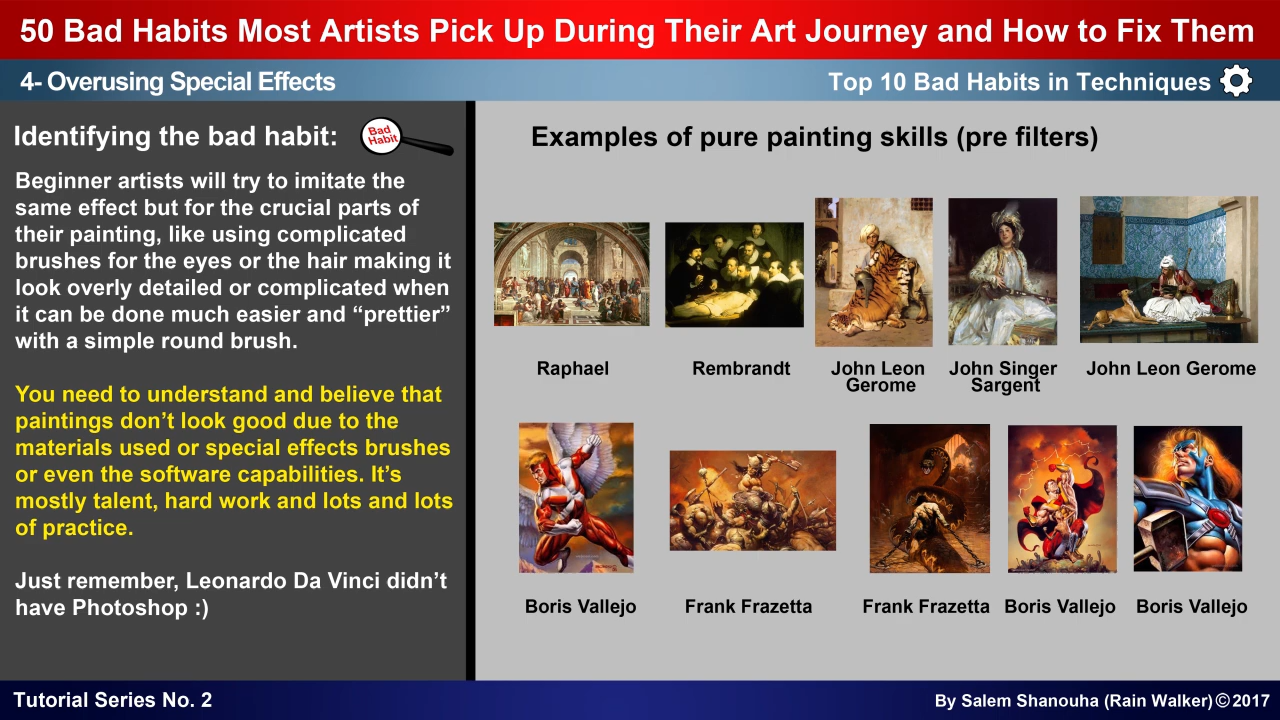 50 Bad Habits Most Artists Pick Up During Their Art Journey and How to Fix Them
4- Overusing Special Effects
Top 10 Bad Habits in Techniques
Identifying the bad habit:
Bad
Habit
Beginner artists will try to imitate the
same effect but for the crucial parts of
their painting, like using complicated
brushes for the eyes or the hair making it
look overly detailed or complicated when
it can be done much easier and “prettier”
with a simple round brush.
You need to understand and believe that
paintings don’t look good due to the
materials used or special effects brushes
or even the software capabilities. It’s
mostly talent, hard work and lots and lots
of practice.
Just remember, Leonardo Da Vinci didn’t
have Photoshop :)
Examples of pure painting skills (pre filters)
Raphael
Rembrandt
John Leon
Gerome
John Singer
Sargent
John Leon Gerome
Boris Vallejo
Frank Frazetta
Frank Frazetta
Boris Vallejo
Boris Vallejo
Tutorial Series No. 2
By Salem Shanouha (Rain Walker)©2017